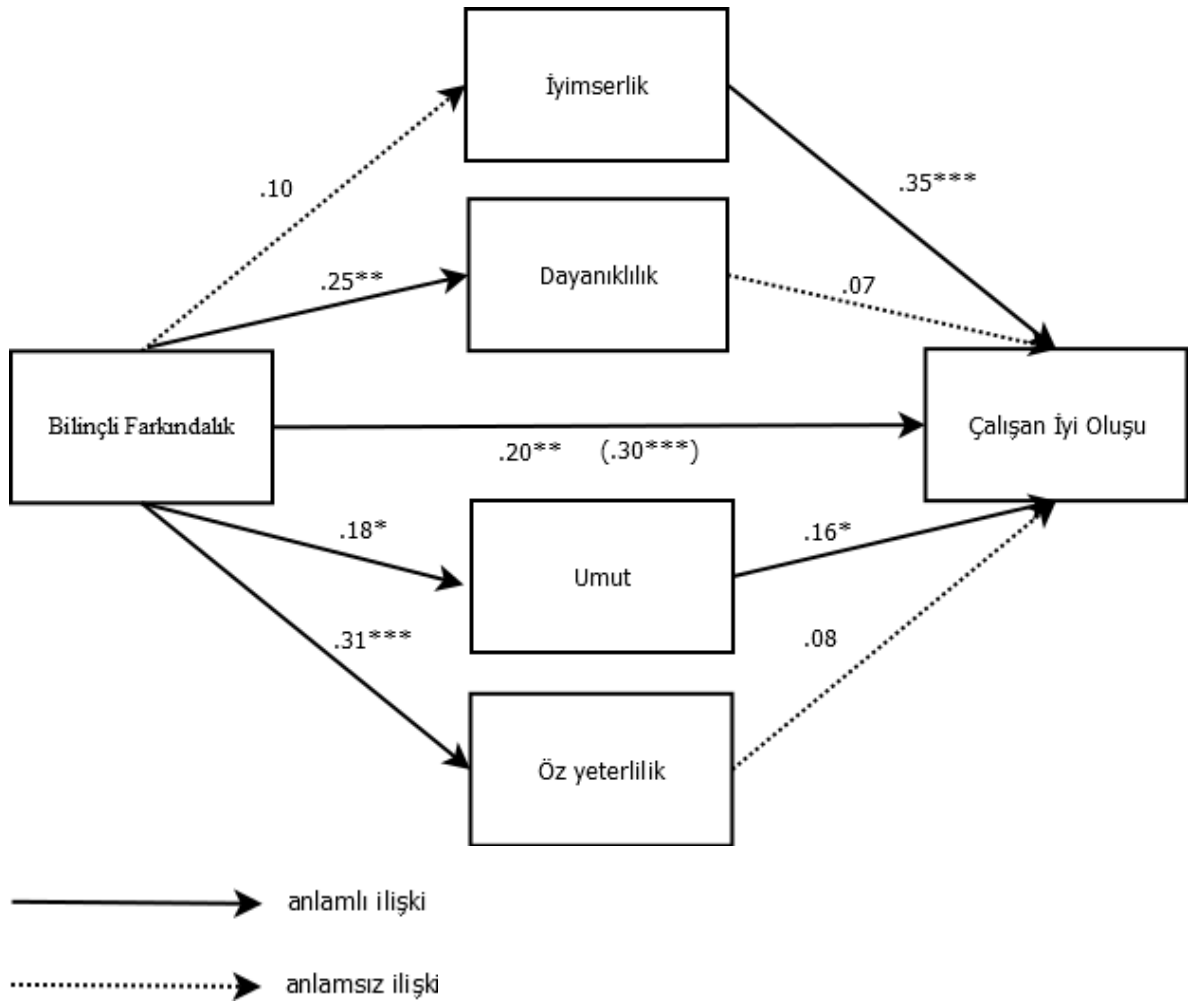 İyimserlik
.10
.35***
Dayanıklılık
.25**
.07
Bilinçli Farkındalık
Çalışan İyi Oluşu
.20** (.30***)
.18*
Umut
.16*
.31***
.08
Öz yeterlilik
anlamlı ilişki
anlamsız ilişki